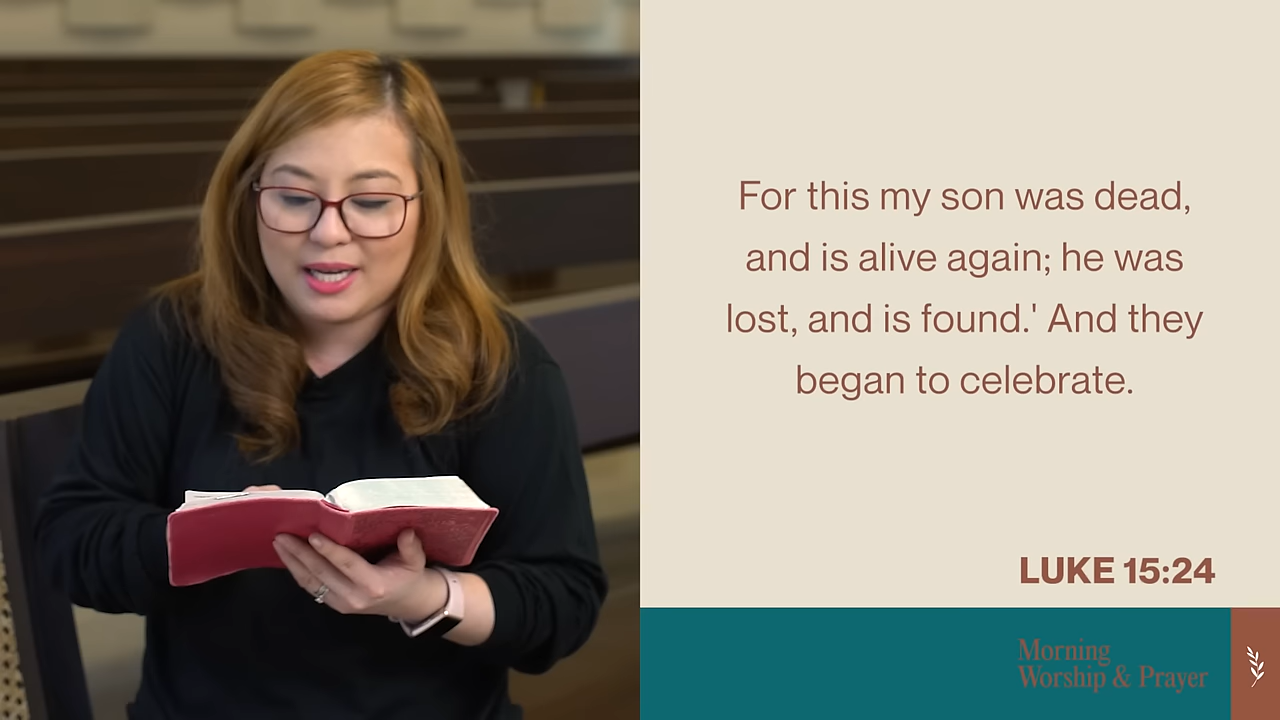 For this my son was dead,
and is alive again; he was
lost, and is found.' And they
began to celebrate.
LUKE 15:24
Morning
Worship & Prayer